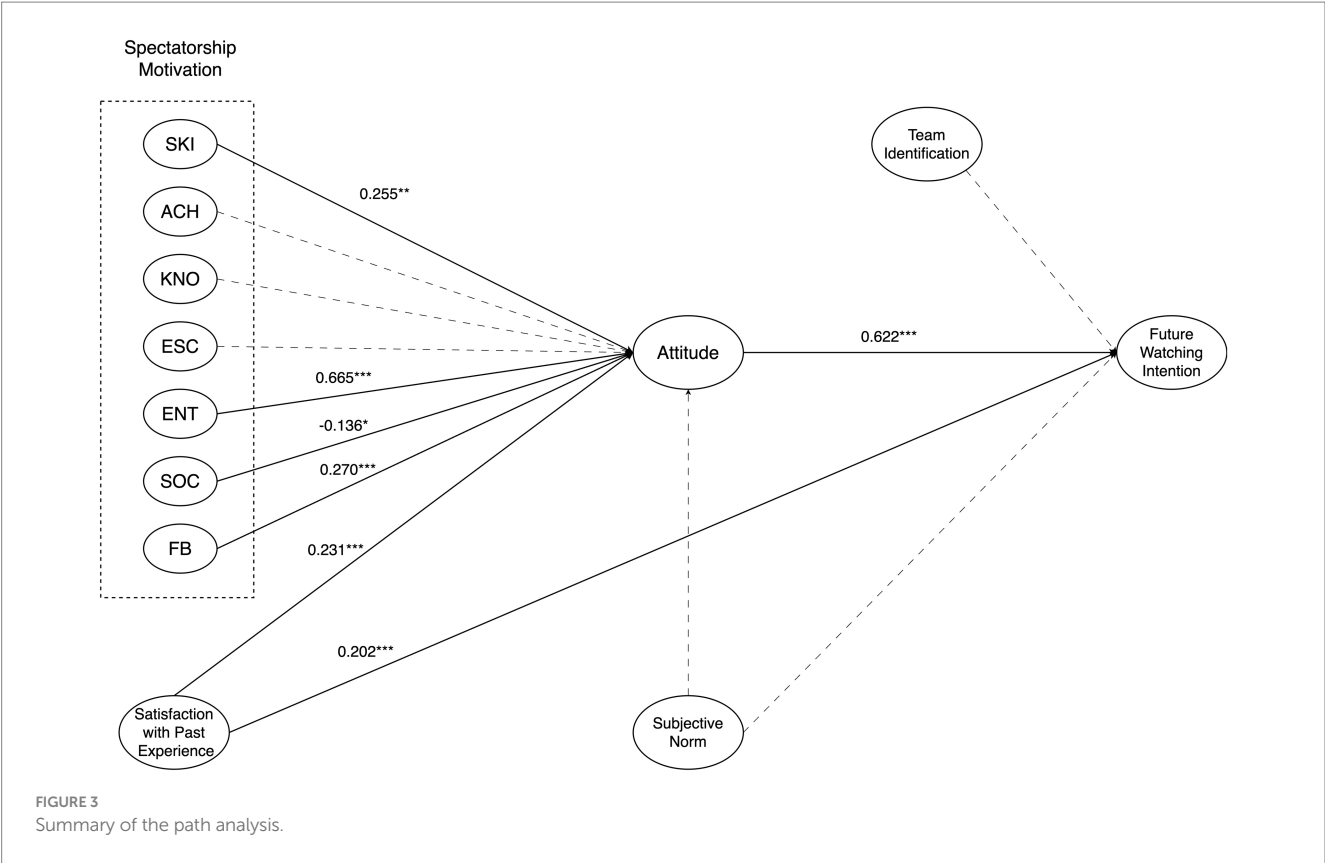 Spectatorship
Motivation
SKI
ACH
KNO
ESC
ENT
SOC
FB
0.255**
0.665***
-0.136*
0.270***
0.231***
0.202***
Attitude
0.622***
Team
Identification
Future
Watching
Intention
Satisfaction
with Past
Experience
Subjective
Norm
FIGURE 3
Summary of the path analysis.